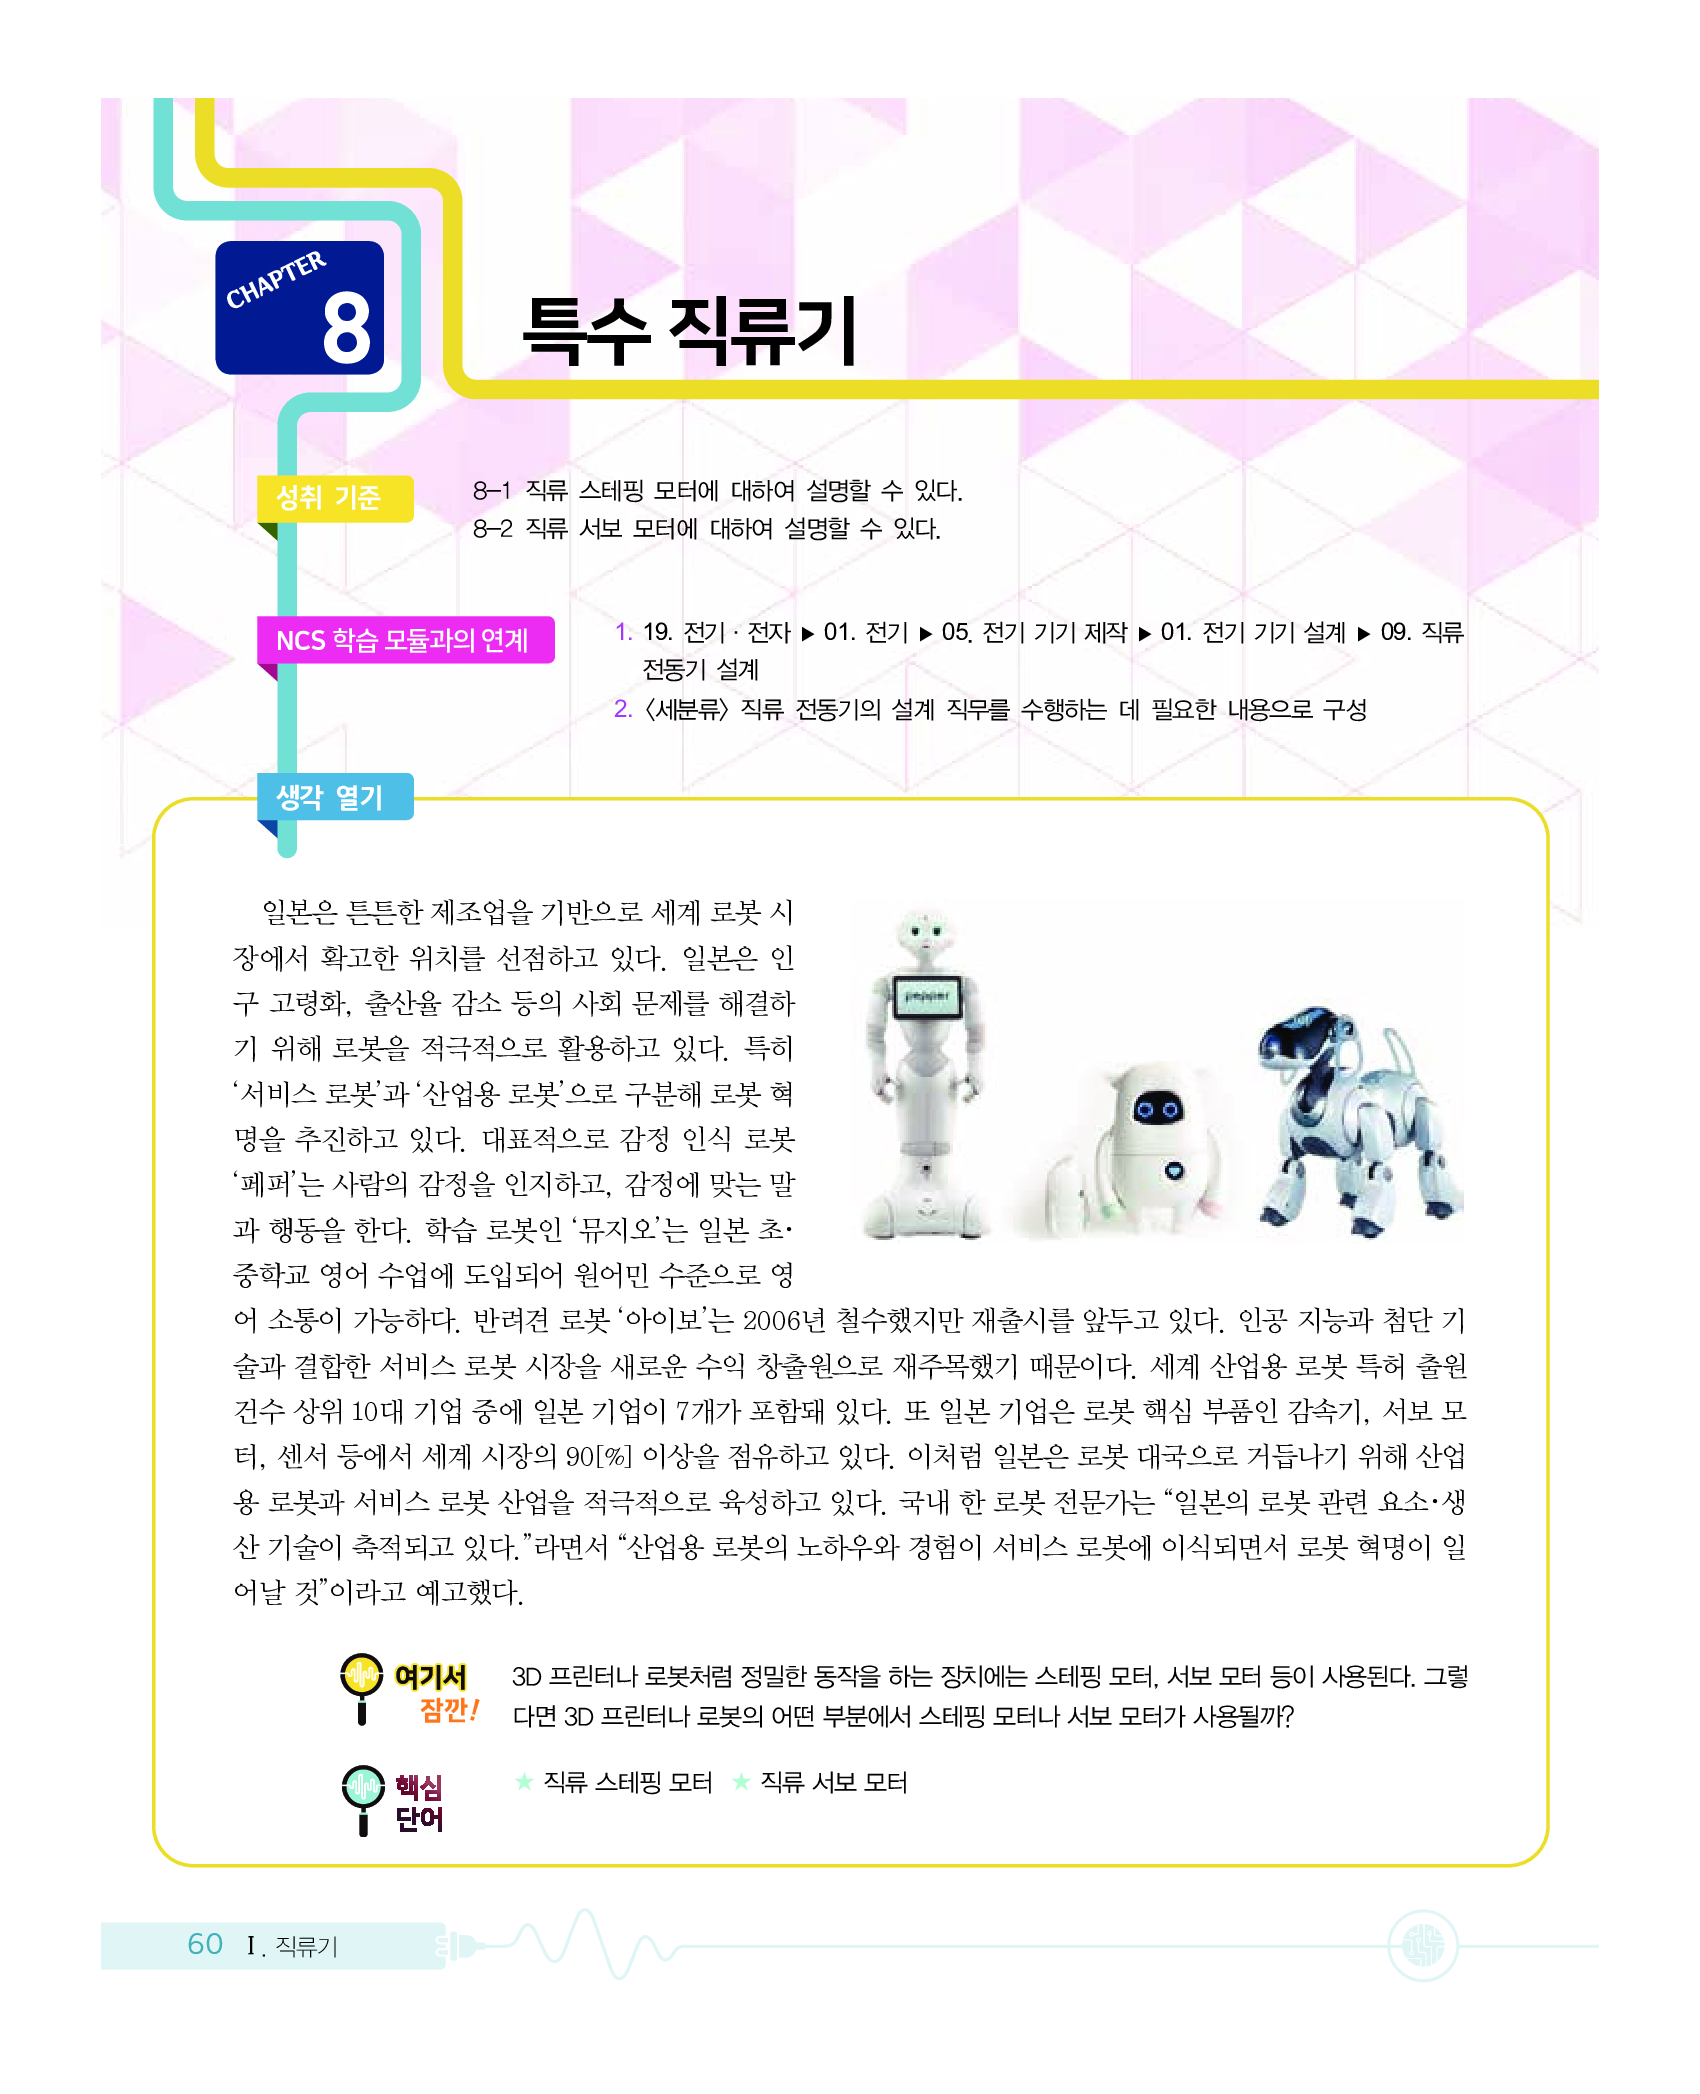 CHAPTER
8
특수 직류기
성취 기준
8-1 직류 스테핑 모터에 대하여 설명할 수 있다.
8-2 직류 서보 모터에 대하여 설명할 수 있다.
NCS 학습 모듈과의 연계
1. 19. 전기 · 전자 ▶ 01. 전기 ▶ 05. 전기 기기 제작 ▶ 01. 전기 기기 설계 ▶ 09. 직류
전동기 설계
2. 〈세분류〉 직류 전동기의 설계 직무를 수행하는 데 필요한 내용으로 구성
생각 열기
일본은 튼튼한 제조업을 기반으로 세계 로봇 시
장에서 확고한 위치를 선점하고 있다. 일본은 인
구 고령화, 출산율 감소 등의 사회 문제를 해결하
기 위해 로봇을 적극적으로 활용하고 있다. 특히
‘서비스 로봇’과 ‘산업용 로봇’으로 구분해 로봇 혁
명을 추진하고 있다. 대표적으로 감정 인식 로봇
‘페퍼’는 사람의 감정을 인지하고, 감정에 맞는 말
과 행동을 한다. 학습 로봇인 ‘뮤지오’는 일본 초·
중학교 영어 수업에 도입되어 원어민 수준으로 영
어 소통이 가능하다. 반려견 로봇 ‘아이보’는 2006년 철수했지만 재출시를 앞두고 있다. 인공 지능과 첨단 기
술과 결합한 서비스 로봇 시장을 새로운 수익 창출원으로 재주목했기 때문이다. 세계 산업용 로봇 특허 출원
건수 상위 10대 기업 중에 일본 기업이 7개가 포함돼 있다. 또 일본 기업은 로봇 핵심 부품인 감속기, 서보 모
터, 센서 등에서 세계 시장의 90[%] 이상을 점유하고 있다. 이처럼 일본은 로봇 대국으로 거듭나기 위해 산업
용 로봇과 서비스 로봇 산업을 적극적으로 육성하고 있다. 국내 한 로봇 전문가는 “일본의 로봇 관련 요소·생
산 기술이 축적되고 있다.”라면서 “산업용 로봇의 노하우와 경험이 서비스 로봇에 이식되면서 로봇 혁명이 일
어날 것”이라고 예고했다.
pepper
여기서
잠깐!
3D 프린터나 로봇처럼 정밀한 동작을 하는 장치에는 스테핑 모터, 서보 모터 등이 사용된다. 그렇
다면 3D 프린터나 로봇의 어떤 부분에서 스테핑 모터나 서보 모터가 사용될까?
핵심
단어
★ 직류 스테핑 모터 ★ 직류 서보 모터
60 Ⅰ. 직류기